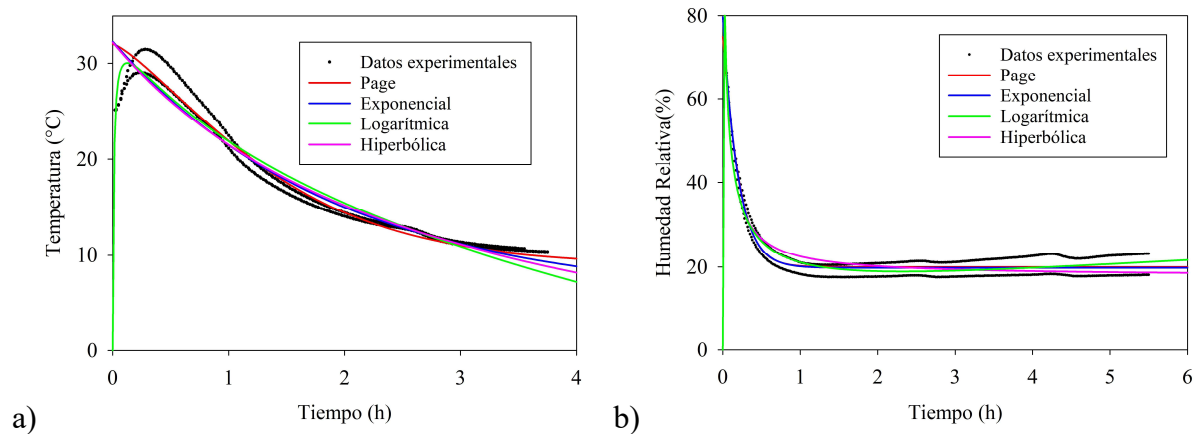 30
20
10
0
Temperatura (°C)
0 1 2 3 4
Tiempo (h)
Datos experimentales
Page
Exponencial
Logarítmica
Hiperbólica
a)
80
60
40
20
0
Humedad Relativa(%)
0 1 2 3 4 5 6
Tiempo (h)
Datos experimentales
Page
Exponencial
Logarítmica
Hiperbólica
b)